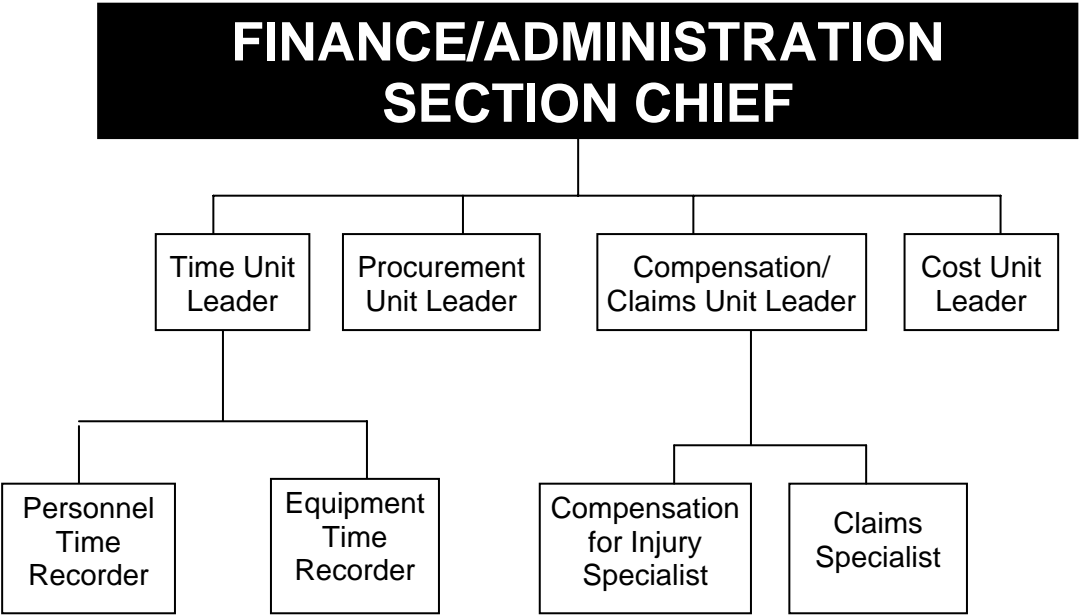 FINANCE/ADMINISTRATION
SECTION CHIEF
Time Unit
Leader
Procurement
Unit Leader
Compensation/
Claims Unit Leader
Cost Unit
Leader
Personnel
Time
Recorder
Equipment
Time
Recorder
Compensation
for Injury
Specialist
Claims
Specialist